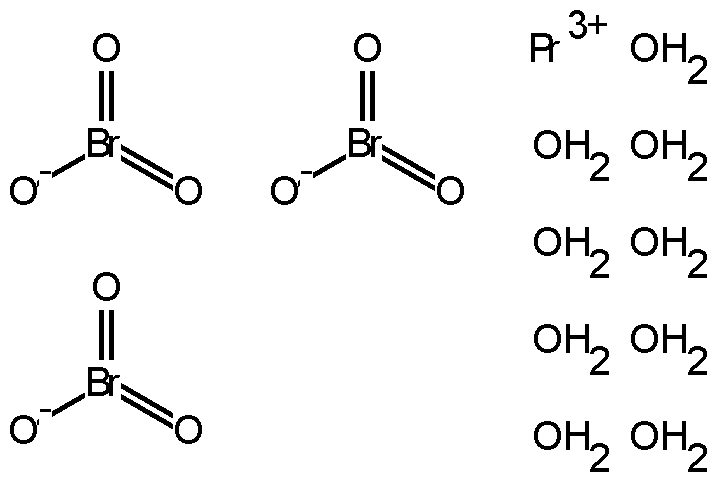 O O Pr 3+ OH2
Br Br OH2 OH2
O- O O- O
OH2 OH2
O
Br OH2 OH2
O- O OH2 OH2